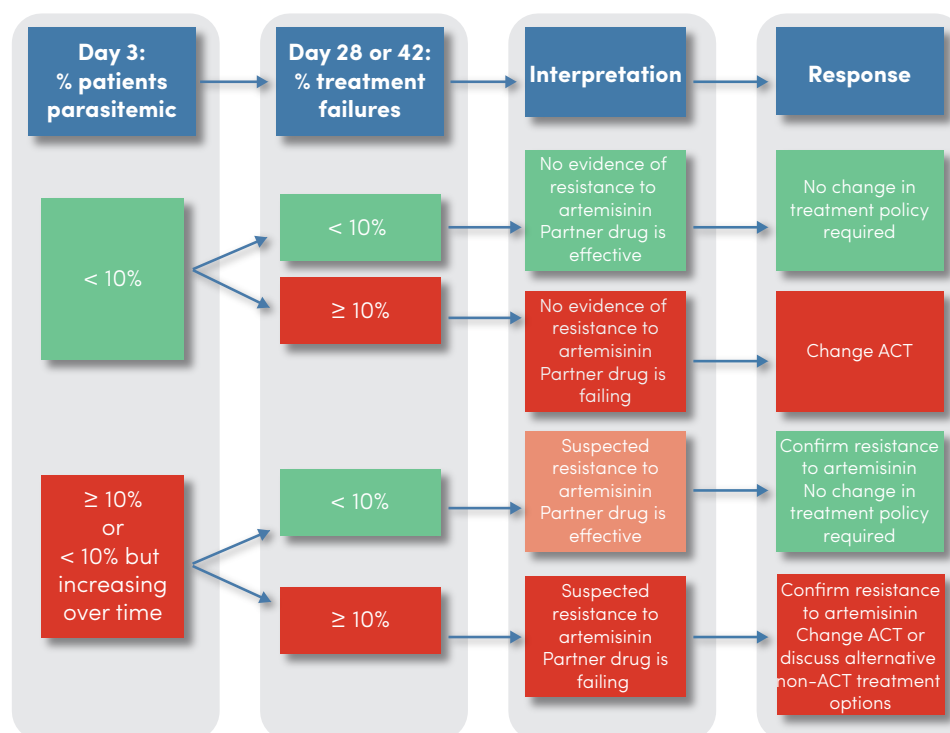 Day 3:
% patients
parasitemic
Day 28 or 42:
% treatment
failures
Interpretation
Response
< 10%
< 10%
No evidence of
resistance to
artemisinin
Partner drug is
effective
No change in
treatment policy
required
≥ 10%
No evidence of
resistance to
artemisinin
Partner drug is
failing
Change ACT
≥ 10%
or
< 10% but
increasing
over time
< 10%
Suspected
resistance to
artemisinin
Partner drug is
effective
Confirm resistance
to artemisinin
No change in
treatment policy
required
≥ 10%
Suspected
resistance to
artemisinin
Partner drug is
failing
Confirm resistance
to artemisinin
Change ACT or
discuss alternative
non-ACT treatment
options